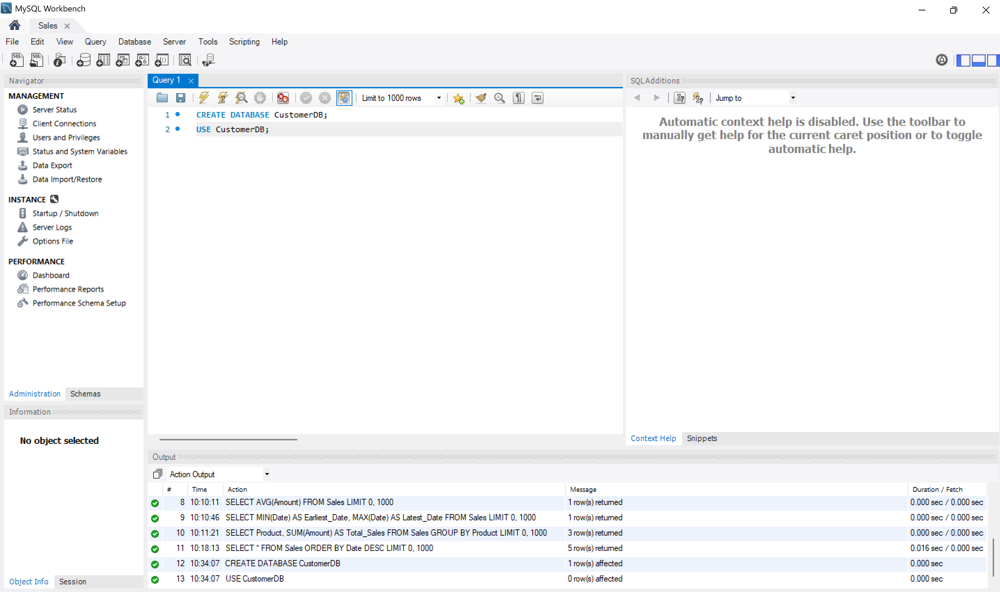 MySQL Workbench
Sales
File Edit View Query Database Server Tools Scripting Help
Navigator
MANAGEMENT
Server Status
Client Connections
Users and Privileges
Status and System Variables
Data Export
Data Import/Restore
INSTANCE
Startup / Shutdown
Server Logs
Options File
PERFORMANCE
Dashboard
Performance Reports
Performance Schema Setup
Administration Schemas
Information
No object selected
Object Info Session
Query 1
Limit to 1000 rows
1 CREATE DATABASE CustomerDB;
2 USE CustomerDB;
SQLAdditions
Jump to
Automatic context help is disabled. Use the toolbar to
manually get help for the current caret position or to toggle
automatic help.
Context Help Snippets
Output
Action Output
# Time Action Message Duration / Fetch
8 10:10:11 SELECT AVG(Amount) FROM Sales LIMIT 0, 1000 1 row(s) returned 0.000 sec / 0.000 sec
9 10:10:46 SELECT MIN(Date) AS Earliest_Date, MAX(Date) AS Latest_Date FROM Sales LIMIT 0, 1000 1 row(s) returned 0.000 sec / 0.000 sec
10 10:11:21 SELECT Product, SUM(Amount) AS Total_Sales FROM Sales GROUP BY Product LIMIT 0, 1000 3 row(s) returned 0.000 sec / 0.000 sec
11 10:18:13 SELECT * FROM Sales ORDER BY Date DESC LIMIT 0, 1000 5 row(s) returned 0.016 sec / 0.000 sec
12 10:34:07 CREATE DATABASE CustomerDB 1 row(s) affected 0.000 sec
13 10:34:07 USE CustomerDB 0 row(s) affected 0.000 sec